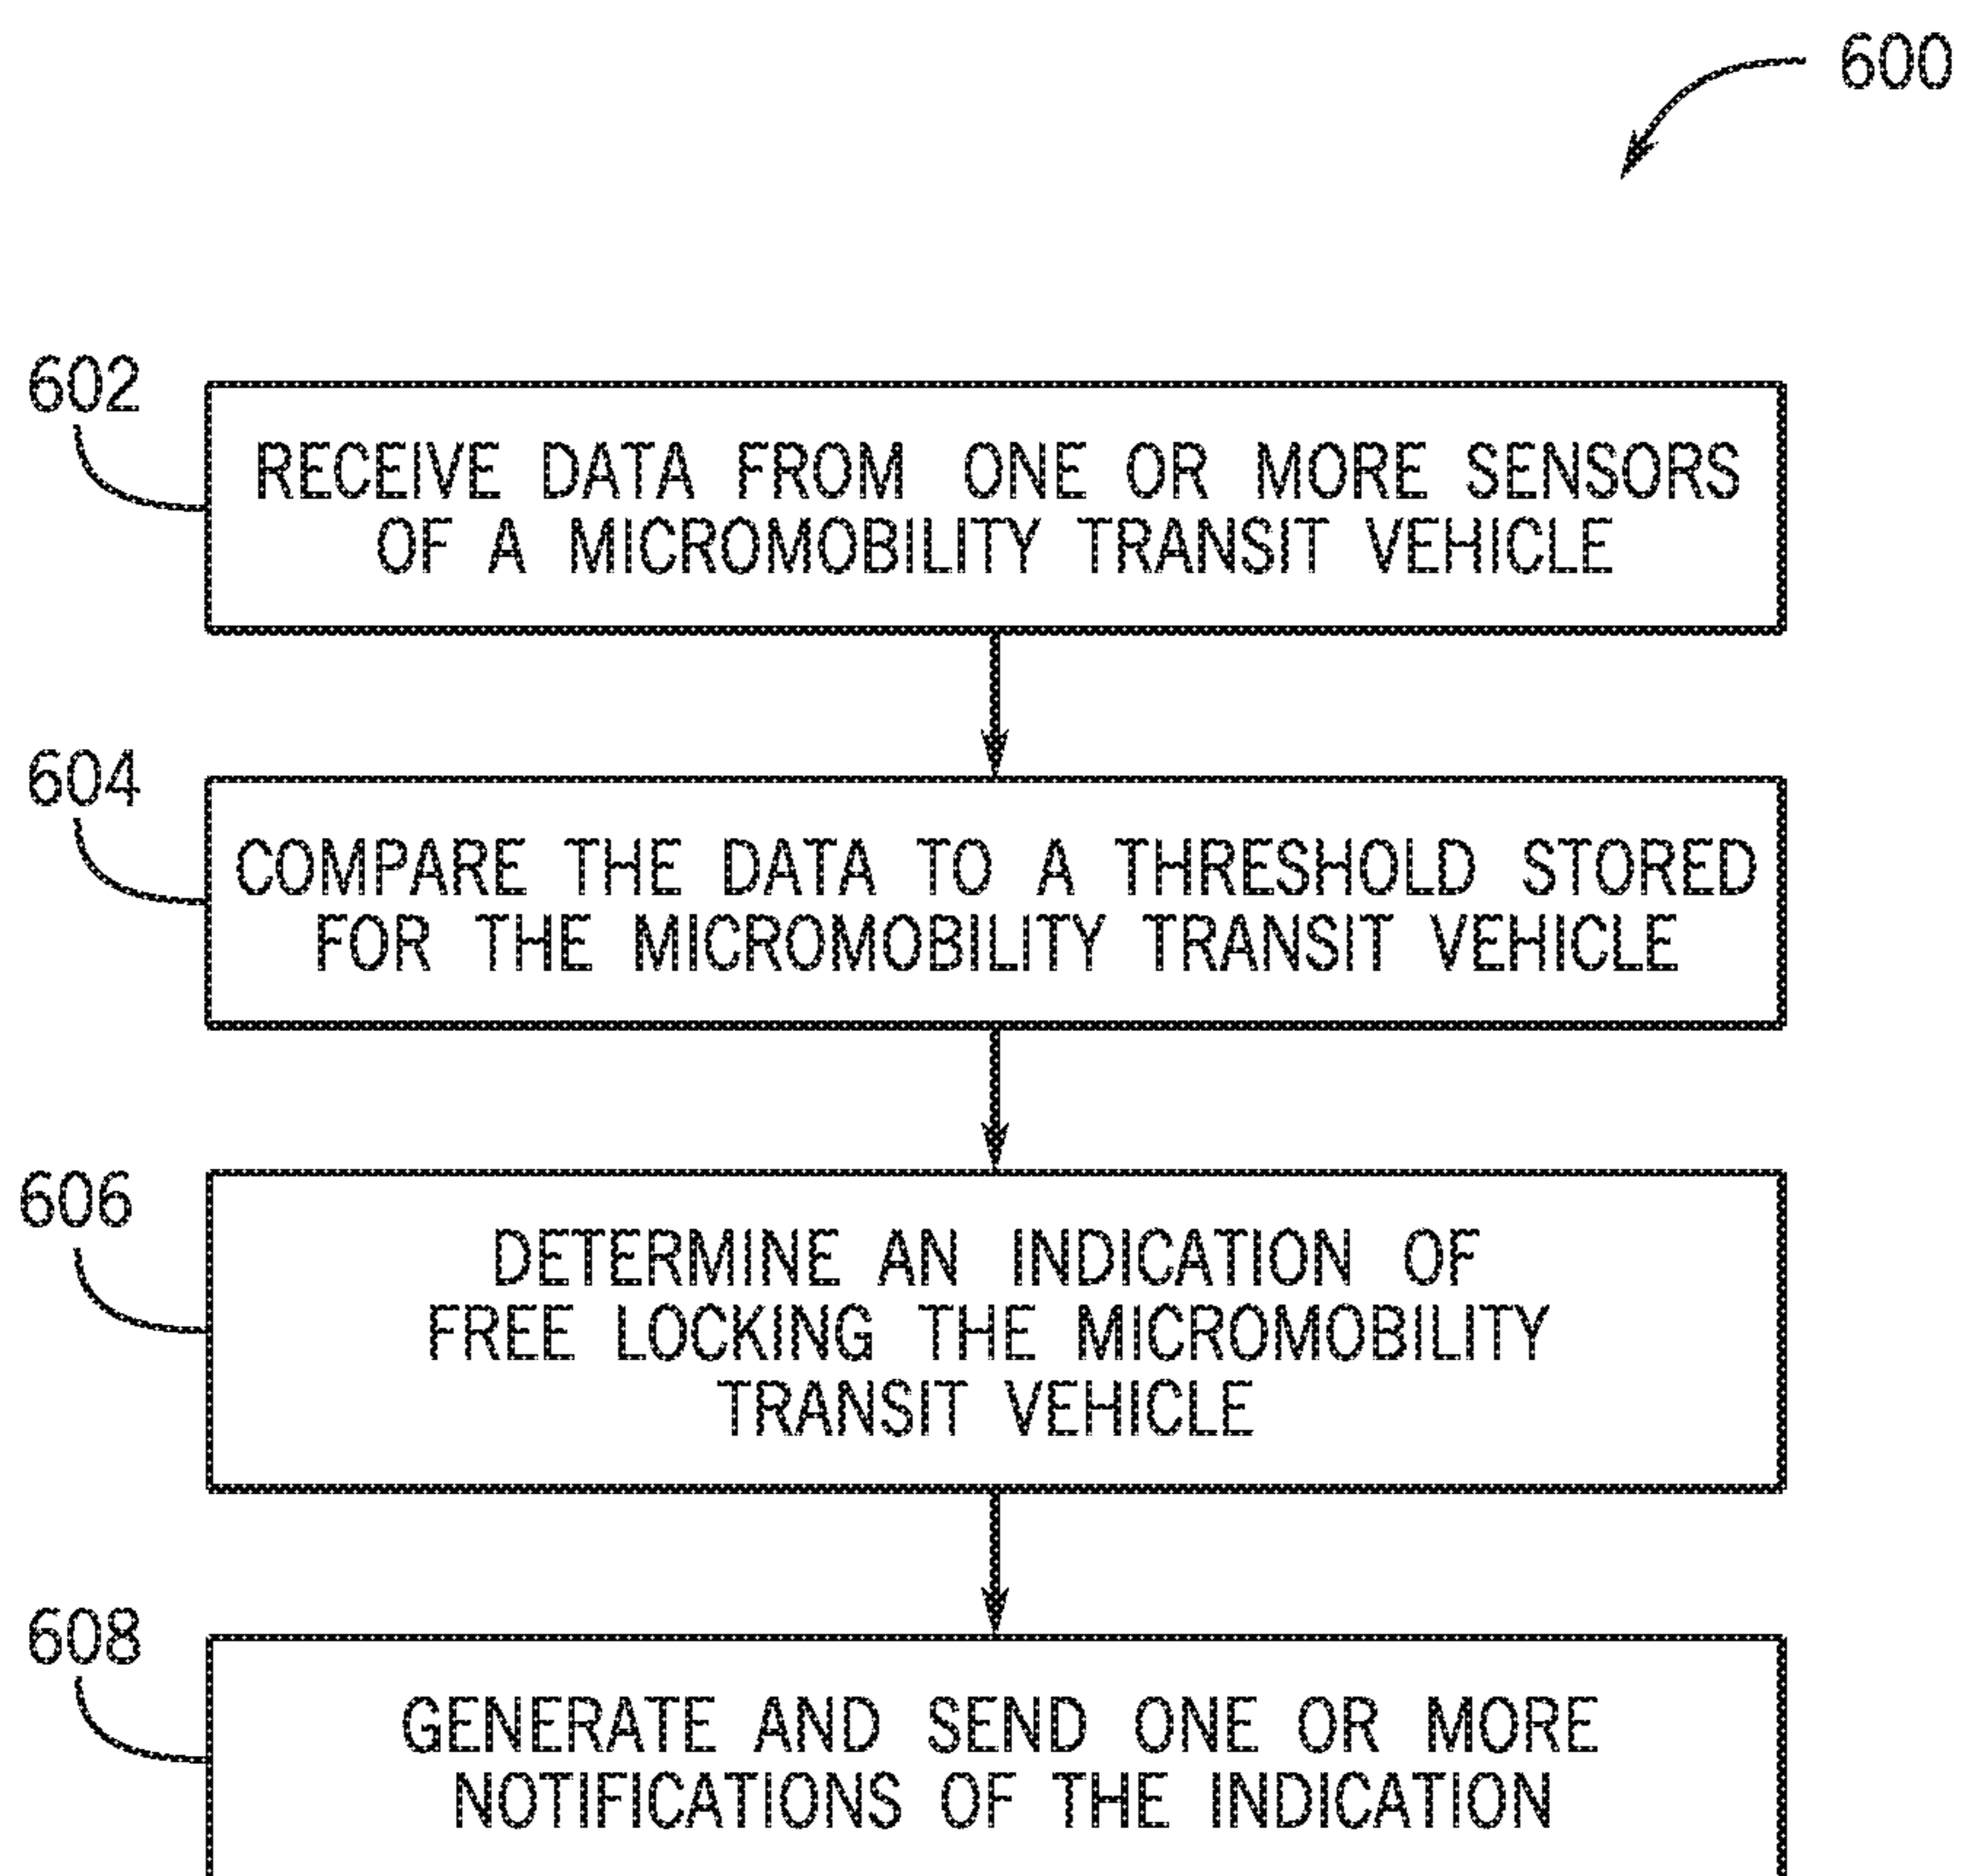 600
602
RECEIVE DATA FROM ONE OR MORE SENSORS
OF A MICROMOBILITY TRANSIT VEHICLE
604
COMPARE THE DATA TO A THRESHOLD STORED
FOR THE MICROMOBILITY TRANSIT VEHICLE
606
DETERMINE AN INDICATION OF
FREE LOCKING THE MICROMOBILITY
TRANSIT VEHICLE
608
GENERATE AND SEND ONE OR MORE
NOTIFICATIONS OF THE INDICATION